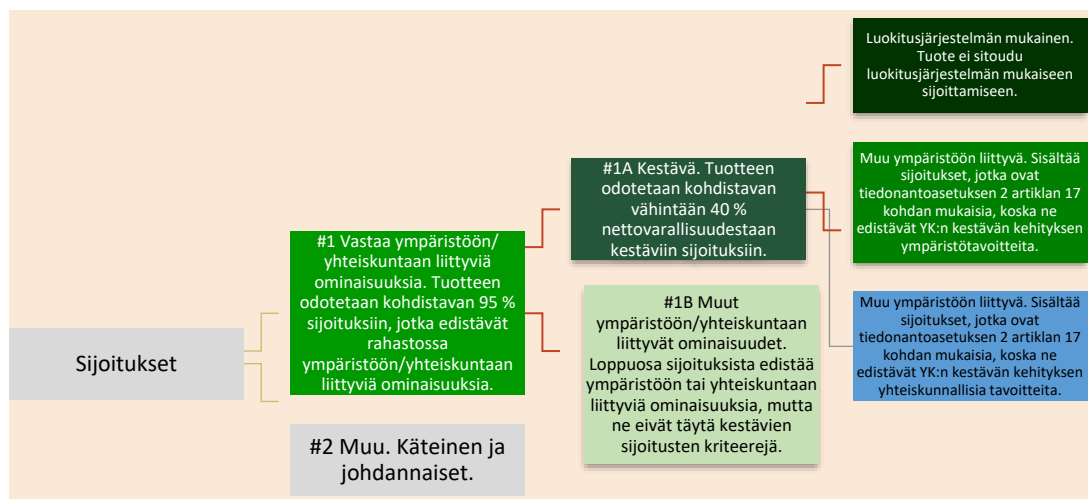 Sijoitukset
#1 Vastaa ympäristöön/
yhteiskuntaan liittyviä
ominaisuuksia. Tuotteen
odotetaan kohdistavan 95 %
sijoituksiin, jotka edistävät
rahastossa
ympäristöön/yhteiskuntaan
liittyviä ominaisuuksia.
#2 Muu. Käteinen ja
johdannaiset.
#1A Kestävä. Tuotteen
odotetaan kohdistavan
vähintään 40 %
nettovarallisuudestaan
kestäviin sijoituksiin.
#1B Muut
ympäristöön/yhteiskuntaan
liittyvät ominaisuudet.
Loppuosa sijoituksista edistää
ympäristöön tai yhteiskuntaan
liittyviä ominaisuuksia, mutta
ne eivät täytä kestävien
sijoitusten kriteerejä.
Luokitusjärjestelmän mukainen.
Tuote ei sitoudu
luokitusjärjestelmän mukaiseen
sijoittamiseen.
Muu ympäristöön liittyvä. Sisältää
sijoitukset, jotka ovat
tiedonantoasetuksen 2 artiklan 17
kohdan mukaisia, koska ne
edistävät YK:n kestävän kehityksen
ympäristötavoitteita.
Muu ympäristöön liittyvä. Sisältää
sijoitukset, jotka ovat
tiedonantoasetuksen 2 artiklan 17
kohdan mukaisia, koska ne
edistävät YK:n kestävän kehityksen
yhteiskunnallisia tavoitteita.